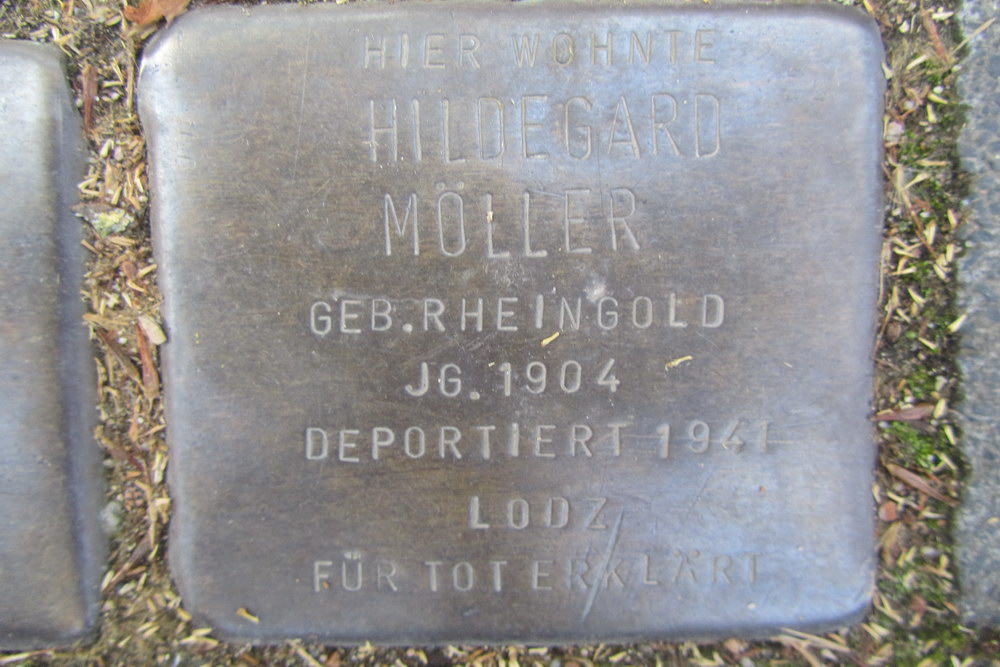 HIER WOHNTE
HILDEGARD
MÖLLER
GEB.RHEINGOLD
JG. 1904
DEPORTIERT 1941
LODZ
FÜR TOT ERKLÄRT